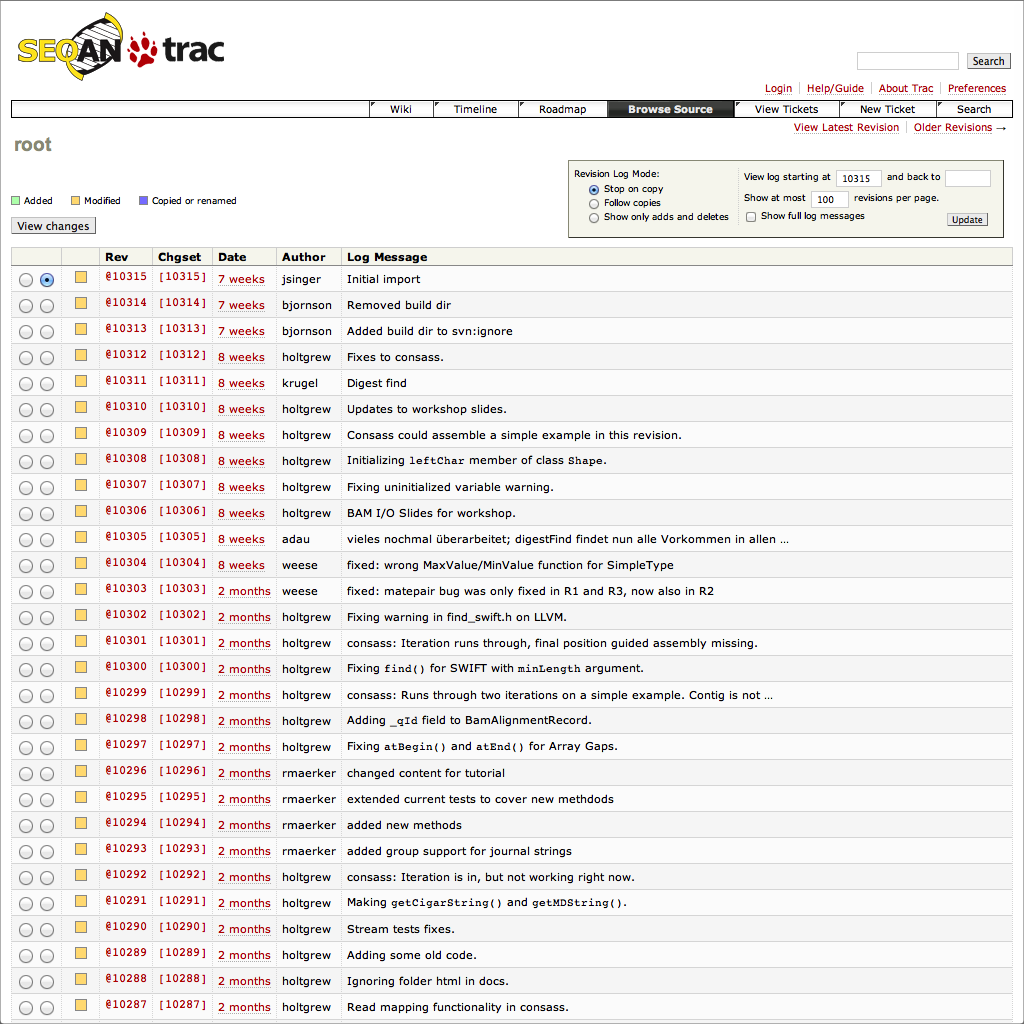 SEQAN trac
Search
Login Help/Guide About Trac Preferences
Wiki Timeline Roadmap Browse Source View Tickets New Ticket Search
View Latest Revision Older Revisions →
root
Revision Log Mode:
Stop on copy
Follow copies
Show only adds and deletes
View log starting at 10315 and back to
Show at most 100 revisions per page.
Show full log messages
Update
Added Modified Copied or renamed
View changes
Rev Chgset Date Author Log Message
@10315 [10315] 7 weeks jsinger Initial import
@10314 [10314] 7 weeks bjornson Removed build dir
@10313 [10313] 7 weeks bjornson Added build dir to svn:ignore
@10312 [10312] 8 weeks holtgrew Fixes to consass.
@10311 [10311] 8 weeks krugel Digest find
@10310 [10310] 8 weeks holtgrew Updates to workshop slides.
@10309 [10309] 8 weeks holtgrew Consass could assemble a simple example in this revision.
@10308 [10308] 8 weeks holtgrew Initializing leftChar member of class Shape.
@10307 [10307] 8 weeks holtgrew Fixing uninitialized variable warning.
@10306 [10306] 8 weeks holtgrew BAM I/O Slides for workshop.
@10305 [10305] 8 weeks adau vieles nochmal überarbeitet; digestFind findet nun alle Vorkommen in allen …
@10304 [10304] 8 weeks weese fixed: wrong MaxValue/MinValue function for SimpleType
@10303 [10303] 2 months weese fixed: matepair bug was only fixed in R1 and R3, now also in R2
@10302 [10302] 2 months holtgrew Fixing warning in find_swift.h on LLVM.
@10301 [10301] 2 months holtgrew consass: Iteration runs through, final position guided assembly missing.
@10300 [10300] 2 months holtgrew Fixing find() for SWIFT with minLength argument.
@10299 [10299] 2 months holtgrew consass: Runs through two iterations on a simple example. Contig is not …
@10298 [10298] 2 months holtgrew Adding _qId field to BamAlignmentRecord.
@10297 [10297] 2 months holtgrew Fixing atBegin() and atEnd() for Array Gaps.
@10296 [10296] 2 months rmaerker changed content for tutorial
@10295 [10295] 2 months rmaerker extended current tests to cover new methdods
@10294 [10294] 2 months rmaerker added new methods
@10293 [10293] 2 months rmaerker added group support for journal strings
@10292 [10292] 2 months holtgrew consass: Iteration is in, but not working right now.
@10291 [10291] 2 months holtgrew Making getCigarString() and getMDString().
@10290 [10290] 2 months holtgrew Stream tests fixes.
@10289 [10289] 2 months holtgrew Adding some old code.
@10288 [10288] 2 months holtgrew Ignoring folder html in docs.
@10287 [10287] 2 months holtgrew Read mapping functionality in consass.